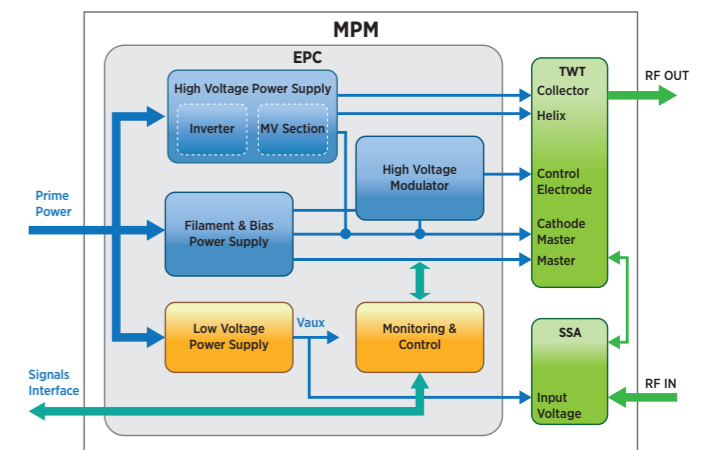 MPM
EPC
High Voltage Power Supply
Inverter
MV Section
TWT
Collector
Helix
RF OUT
High Voltage
Modulator
Control
Electrode
Prime
Power
Filament & Bias
Power Supply
Cathode
Master
Master
Low Voltage
Power Supply
Vaux
Monitoring &
Control
SSA
Signals
Interface
Input
Voltage
RF IN